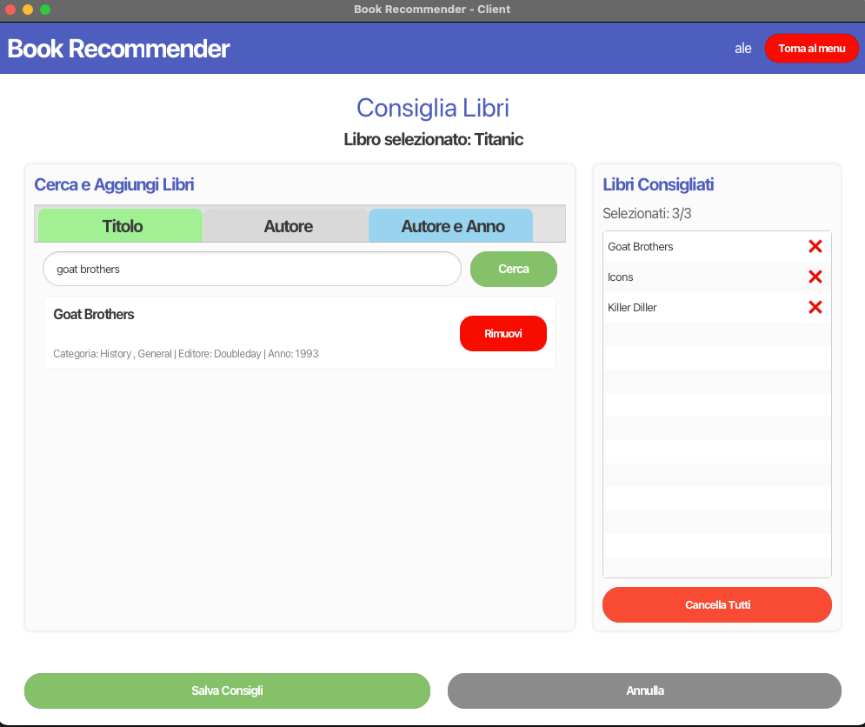 Book Recommender - Client
Book Recommender
ale
Torna al menu
Consiglia Libri
Libro selezionato: Titanic
Cerca e Aggiungi Libri
Titolo
Autore
Autore e Anno
goat brothers
Cerca
Goat Brothers
Rimuovi
Categoria: History , General | Editore: Doubleday | Anno: 1993
Libri Consigliati
Selezionati: 3/3
Goat Brothers
Icons
Killer Diller
Cancella Tutti
Salva Consigli
Annulla